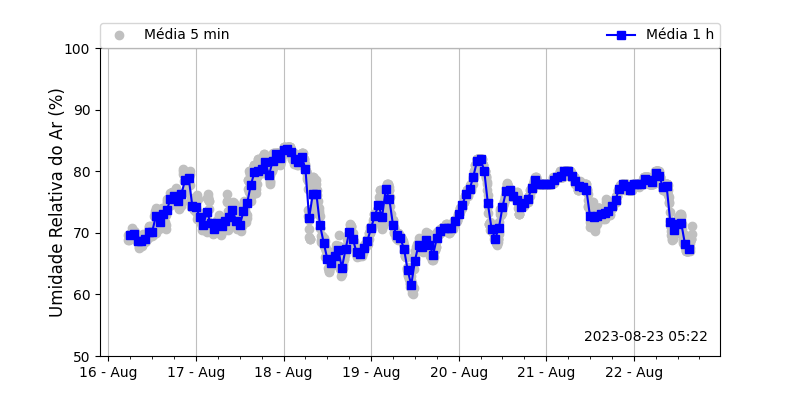 Média 5 min
Média 1 h
Umidade Relativa do Ar (%)
100
90
80
70
60
50
2023-08-23 05:22
16 - Aug
17 - Aug
18 - Aug
19 - Aug
20 - Aug
21 - Aug
22 - Aug